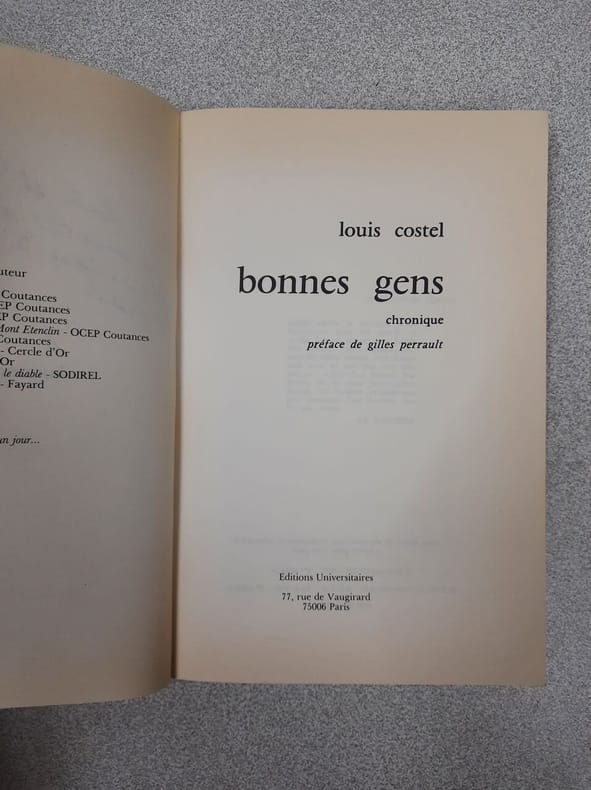 uteur
Coutances
EP Coutances
P Coutances
Mont Etenclin - OCEP Coutances
Coutances
- Cercle d'Or
Or
le diable - SODIREL
- Fayard
un jour...
louis costel
bonnes gens
chronique
préface de gilles perrault
Editions Universitaires
77, rue de Vaugirard
75006 Paris